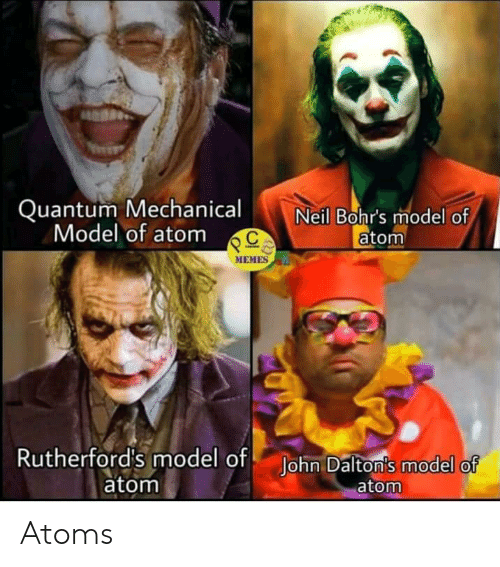 Quantum Mechanical
Model of atom
Neil Bohr's model of
atom
C
MEMES
Rutherford's model of
atom
John Dalton's model of
atom
Atoms